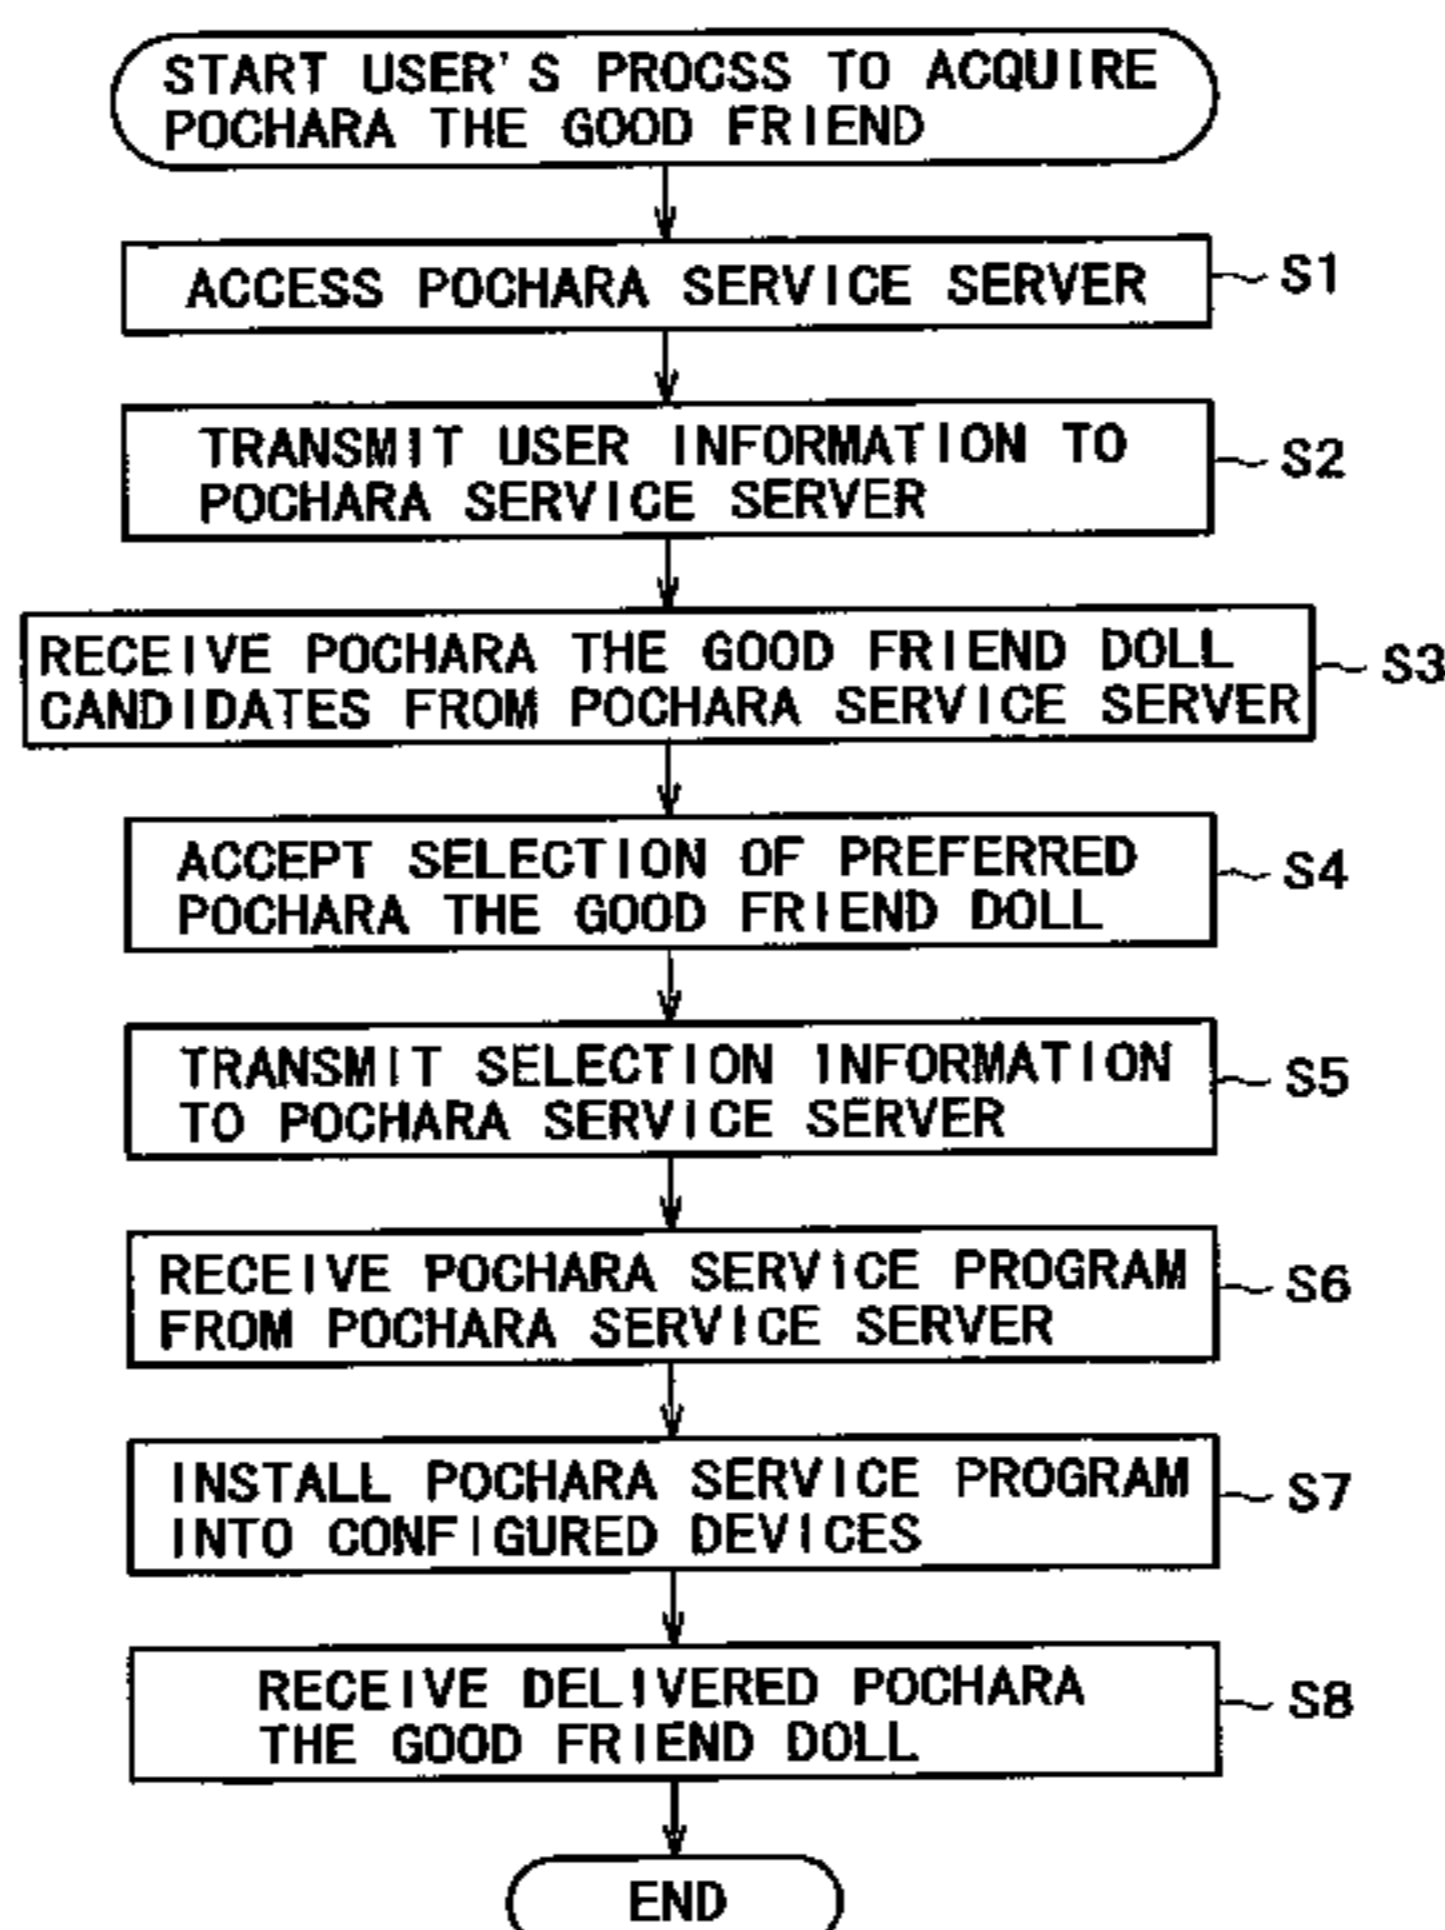 START USER'S PROCSS TO ACQUIRE
POCHARA THE GOOD FRIEND
ACCESS POCHARA SERVICE SERVER
S1
TRANSMIT USER INFORMATION TO
POCHARA SERVICE SERVER
S2
RECEIVE POCHARA THE GOOD FRIEND DOLL
CANDIDATES FROM POCHARA SERVICE SERVER
S3
ACCEPT SELECTION OF PREFERRED
POCHARA THE GOOD FRIEND DOLL
S4
TRANSMIT SELECTION INFORMATION
TO POCHARA SERVICE SERVER
S5
RECEIVE POCHARA SERVICE PROGRAM
FROM POCHARA SERVICE SERVER
S6
INSTALL POCHARA SERVICE PROGRAM
INTO CONFIGURED DEVICES
S7
RECEIVE DELIVERED POCHARA
THE GOOD FRIEND DOLL
S8
END